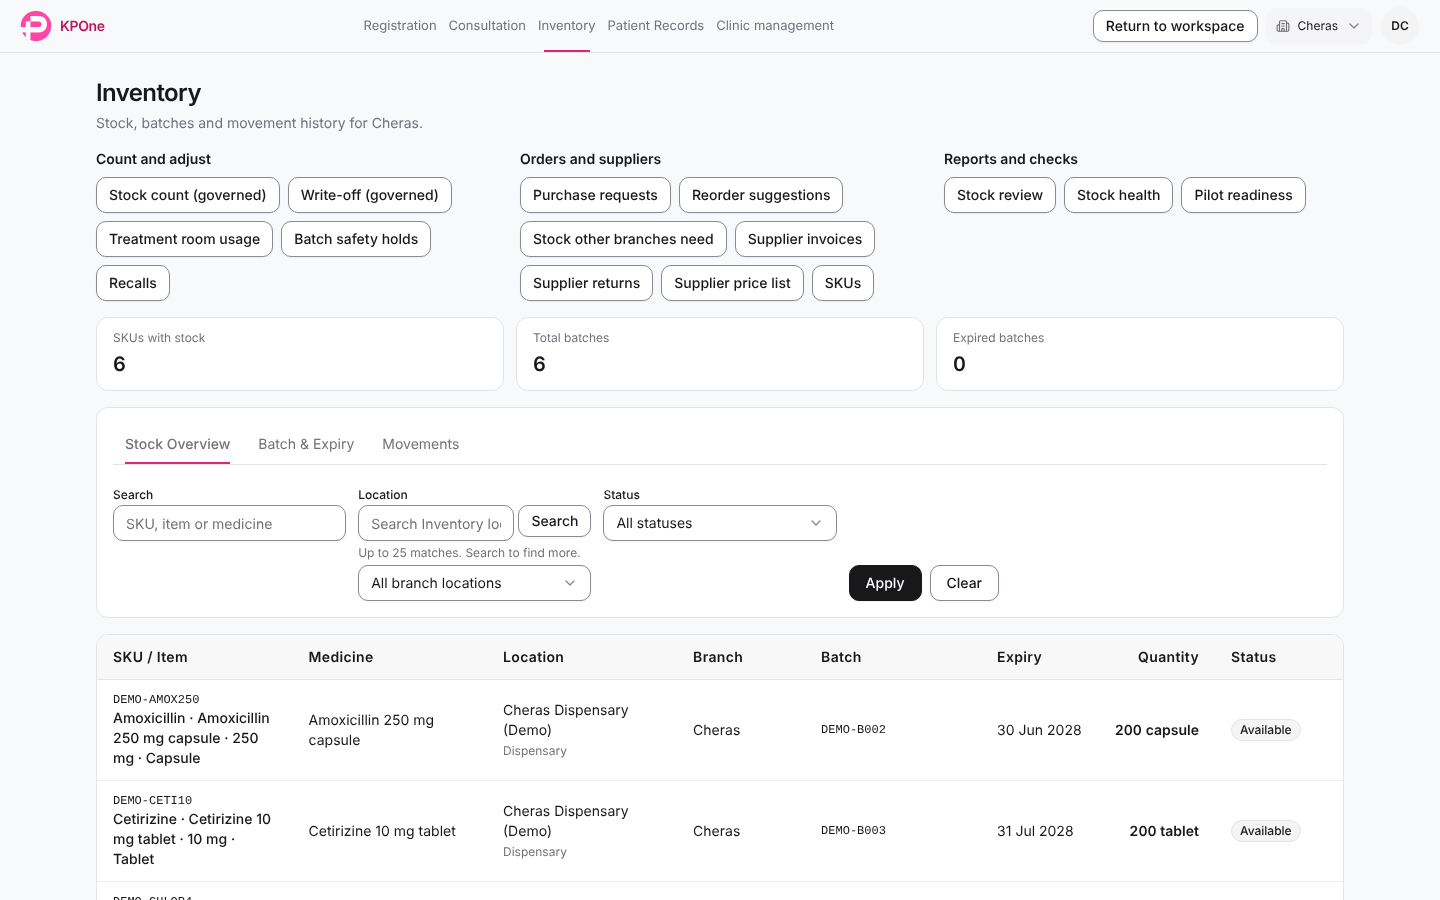 KPOne
Registration Consultation Inventory Patient Records Clinic management
Return to workspace
Cheras
DC
Inventory
Stock, batches and movement history for Cheras.
Count and adjust
Stock count (governed) Write-off (governed)
Treatment room usage Batch safety holds
Recalls
Orders and suppliers
Purchase requests Reorder suggestions
Stock other branches need Supplier invoices
Supplier returns Supplier price list SKUs
Reports and checks
Stock review Stock health Pilot readiness
SKUs with stock
6
Total batches
6
Expired batches
0
Stock Overview Batch & Expiry Movements
Search
SKU, item or medicine
Location
Search Inventory lo
Search
Up to 25 matches. Search to find more.
All branch locations
Status
All statuses
Apply Clear
SKU / Item Medicine Location Branch Batch Expiry Quantity Status
DEMO-AMOX250
Amoxicillin · Amoxicillin
250 mg capsule · 250
mg · Capsule
Amoxicillin 250 mg
capsule
Cheras Dispensary
(Demo)
Dispensary
Cheras
DEMO-B002
30 Jun 2028
200 capsule
Available
DEMO-CETI10
Cetirizine · Cetirizine 10
mg tablet · 10 mg ·
Tablet
Cetirizine 10 mg tablet
Cheras Dispensary
(Demo)
Dispensary
Cheras
DEMO-B003
31 Jul 2028
200 tablet
Available